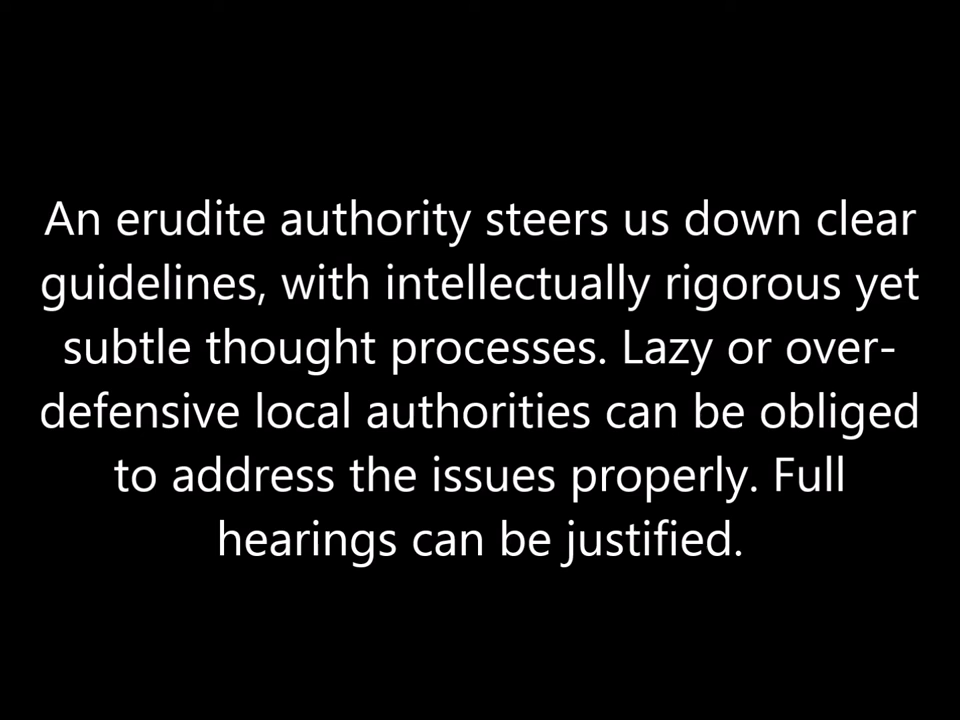 An erudite authority steers us down clear
guidelines, with intellectually rigorous yet
subtle thought processes. Lazy or over-
defensive local authorities can be obliged
to address the issues properly. Full
hearings can be justified.